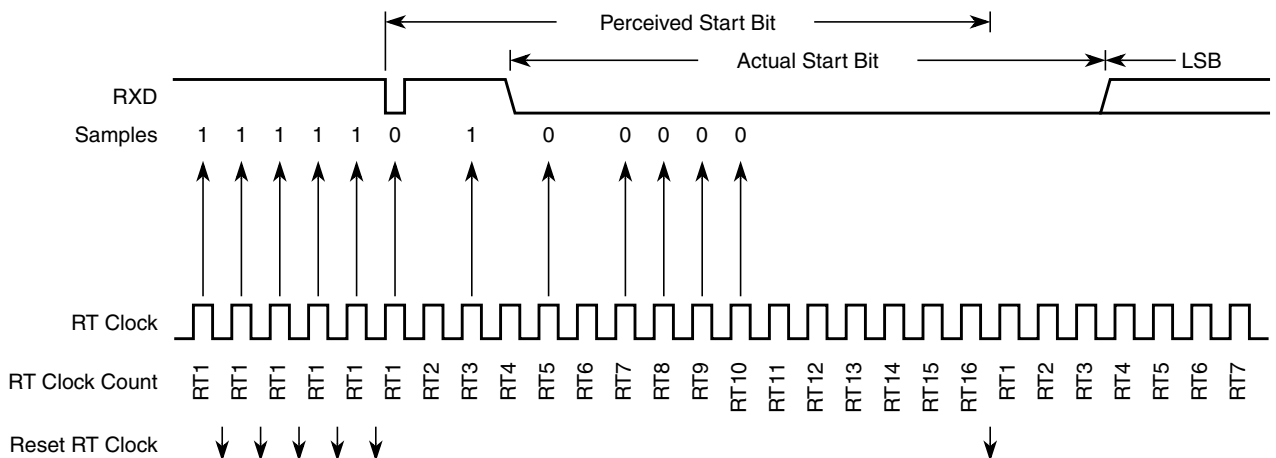 Perceived Start Bit
Actual Start Bit LSB
RXD
Samples 1 1 1 1 1 0 1 0 0 0 0 0
RT Clock
RT Clock Count RT1 RT1 RT1 RT1 RT1 RT1 RT2 RT3 RT4 RT5 RT6 RT7 RT8 RT9 RT10 RT11 RT12 RT13 RT14 RT15 RT16 RT1 RT2 RT3 RT4 RT5 RT6 RT7
Reset RT Clock